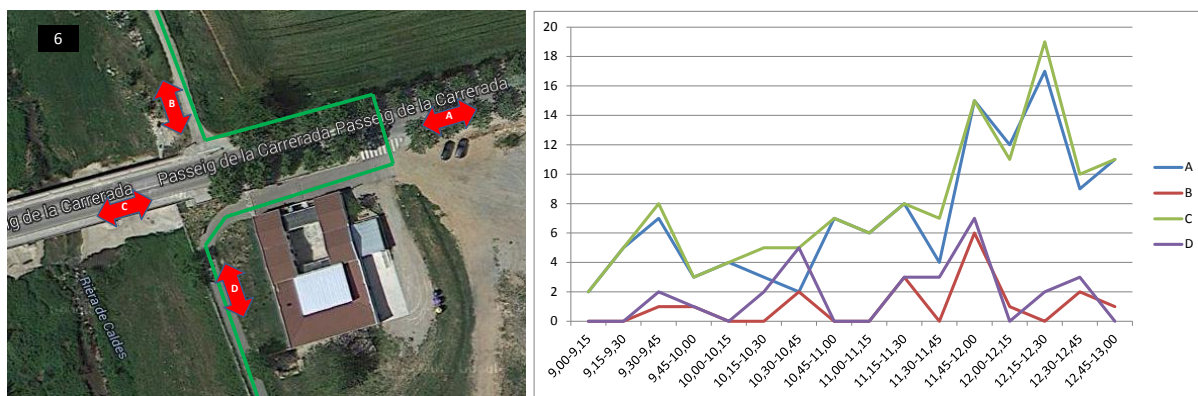 6
B
A
Passeig de la Carrerada
Passeig de la Carrerada
g de la Carrerada
C
D
Riera de Caldes
20
18
16
14
12
10
8
6
4
2
0
9,00-9,15
9,15-9,30
9,30-9,45
9,45-10,00
10,00-10,15
10,15-10,30
10,30-10,45
10,45-11,00
11,00-11,15
11,15-11,30
11,30-11,45
11,45-12,00
12,00-12,15
12,15-12,30
12,30-12,45
12,45-13,00
A
B
C
D